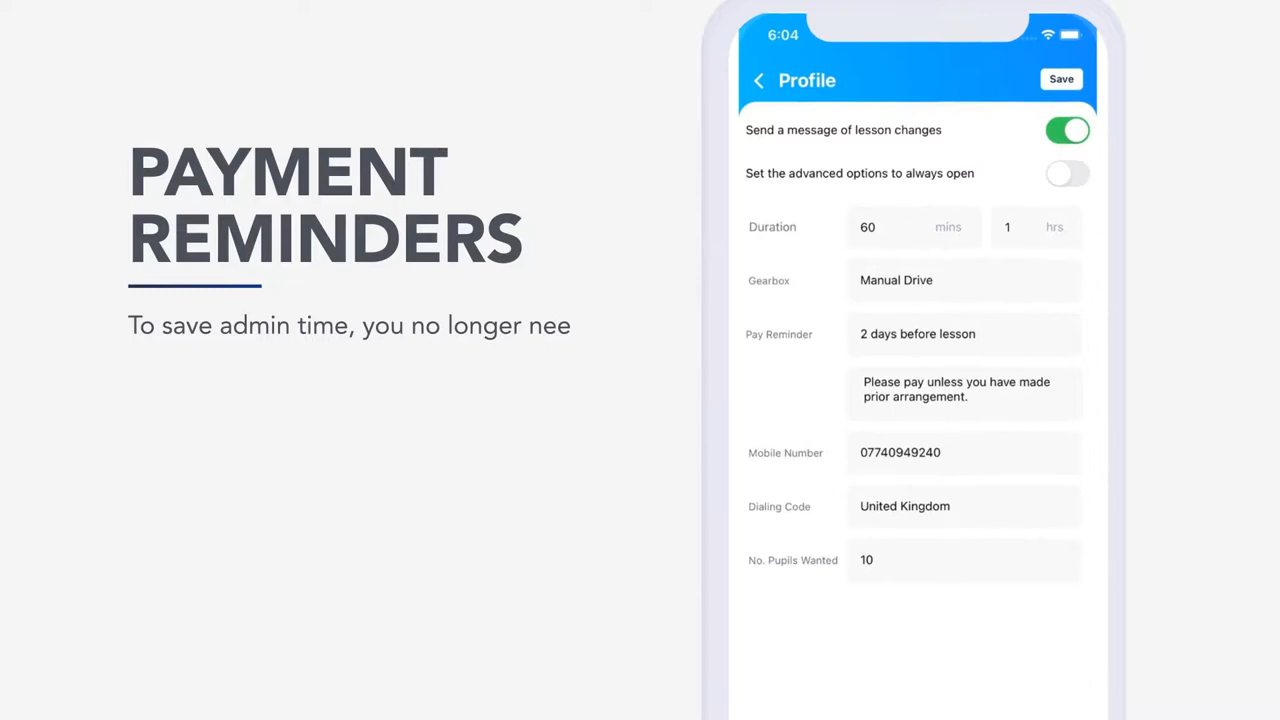 PAYMENT
REMINDERS
To save admin time, you no longer nee
6:04
Profile
Save
Send a message of lesson changes
Set the advanced options to always open
Duration 60 mins 1 hrs
Gearbox Manual Drive
Pay Reminder 2 days before lesson
Please pay unless you have made
prior arrangement.
Mobile Number 07740949240
Dialing Code United Kingdom
No. Pupils Wanted 10